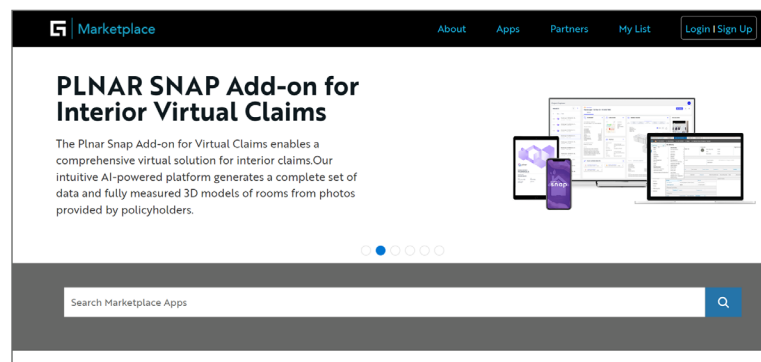 Marketplace
About
Apps
Partners
My List
Login | Sign Up
PLNAR SNAP Add-on for
Interior Virtual Claims
The Plnar Snap Add-on for Virtual Claims enables a
comprehensive virtual solution for interior claims.Our
intuitive AI-powered platform generates a complete set of
data and fully measured 3D models of rooms from photos
provided by policyholders.
snap
Search Marketplace Apps